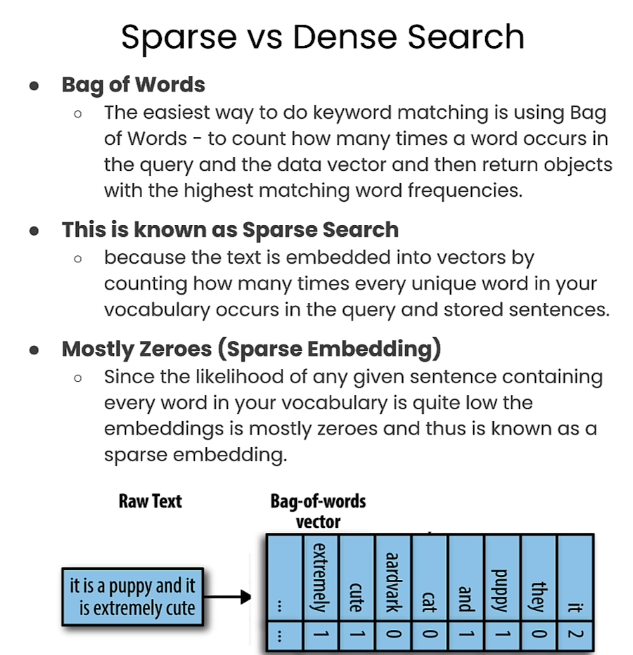 Sparse vs Dense Search
● Bag of Words
○ The easiest way to do keyword matching is using Bag
of Words - to count how many times a word occurs in
the query and the data vector and then return objects
with the highest matching word frequencies.
● This is known as Sparse Search
○ because the text is embedded into vectors by
counting how many times every unique word in your
vocabulary occurs in the query and stored sentences.
● Mostly Zeroes (Sparse Embedding)
○ Since the likelihood of any given sentence containing
every word in your vocabulary is quite low the
embeddings is mostly zeroes and thus is known as a
sparse embedding.
Raw Text
Bag-of-words
vector
it is a puppy and it
is extremely cute
it 2
they 0
puppy 1
and 1
cat 0
aardvark 0
cute 1
extremely 1
... ...